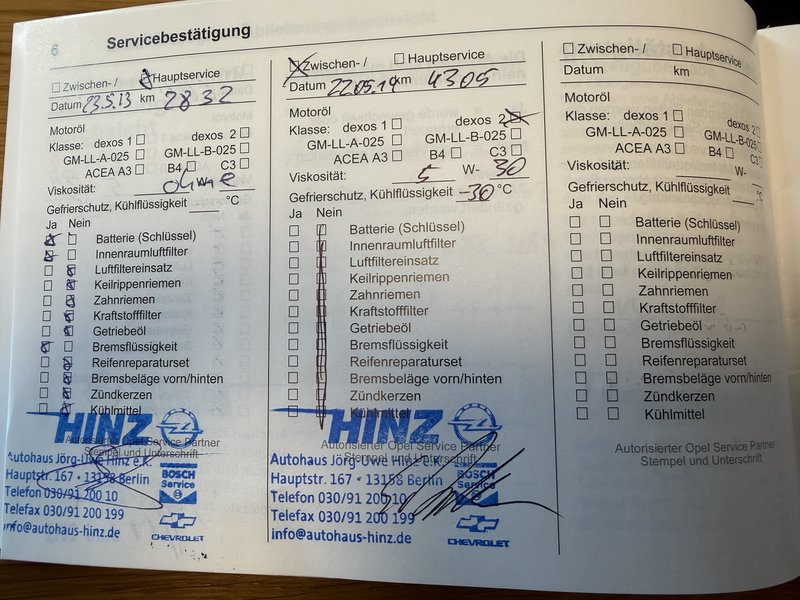 6
Servicebestätigung
Zwischen- / Hauptservice
Datum 23.5.13 km 2832
Motoröl
Klasse: dexos 1 dexos 2
GM-LL-A-025 GM-LL-B-025
ACEA A3 B4 C3
Viskosität: ohne W-
Gefrierschutz, Kühlflüssigkeit °C
Ja Nein
Batterie (Schlüssel)
Innenraumluftfilter
Luftfiltereinsatz
Keilrippenriemen
Zahnriemen
Kraftstofffilter
Getriebeöl
Bremsflüssigkeit
Reifenreparaturset
Bremsbeläge vorn/hinten
Zündkerzen
Kühlmittel
HINZ
Autorisierter Opel Service Partner
Stempel und Unterschrift
Autohaus Jörg-Uwe Hinz e.K.
Hauptstr. 167 • 13158 Berlin
Telefon 030/91 200 10
Telefax 030/91 200 199
info@autohaus-hinz.de
BOSCH
Service
CHEVROLET
Zwischen- / Hauptservice
Datum 22.05.14 km 4305
Motoröl
Klasse: dexos 1 dexos 2
GM-LL-A-025 GM-LL-B-025
ACEA A3 B4 C3
Viskosität: 5 W- 30
Gefrierschutz, Kühlflüssigkeit -30 °C
Ja Nein
Batterie (Schlüssel)
Innenraumluftfilter
Luftfiltereinsatz
Keilrippenriemen
Zahnriemen
Kraftstofffilter
Getriebeöl
Bremsflüssigkeit
Reifenreparaturset
Bremsbeläge vorn/hinten
Zündkerzen
Kühlmittel
HINZ
Autorisierter Opel Service Partner
Stempel und Unterschrift
Autohaus Jörg-Uwe Hinz e.K.
Hauptstr. 167 • 13158 Berlin
Telefon 030/91 200 10
Telefax 030/91 200 199
info@autohaus-hinz.de
BOSCH
Service
CHEVROLET
Zwischen- / Hauptservice
Datum km
Motoröl
Klasse: dexos 1 dexos 2
GM-LL-A-025 GM-LL-B-025
ACEA A3 B4 C3
Viskosität: W-
Gefrierschutz, Kühlflüssigkeit °C
Ja Nein
Batterie (Schlüssel)
Innenraumluftfilter
Luftfiltereinsatz
Keilrippenriemen
Zahnriemen
Kraftstofffilter
Getriebeöl
Bremsflüssigkeit
Reifenreparaturset
Bremsbeläge vorn/hinten
Zündkerzen
Kühlmittel
Autorisierter Opel Service Partner
Stempel und Unterschrift